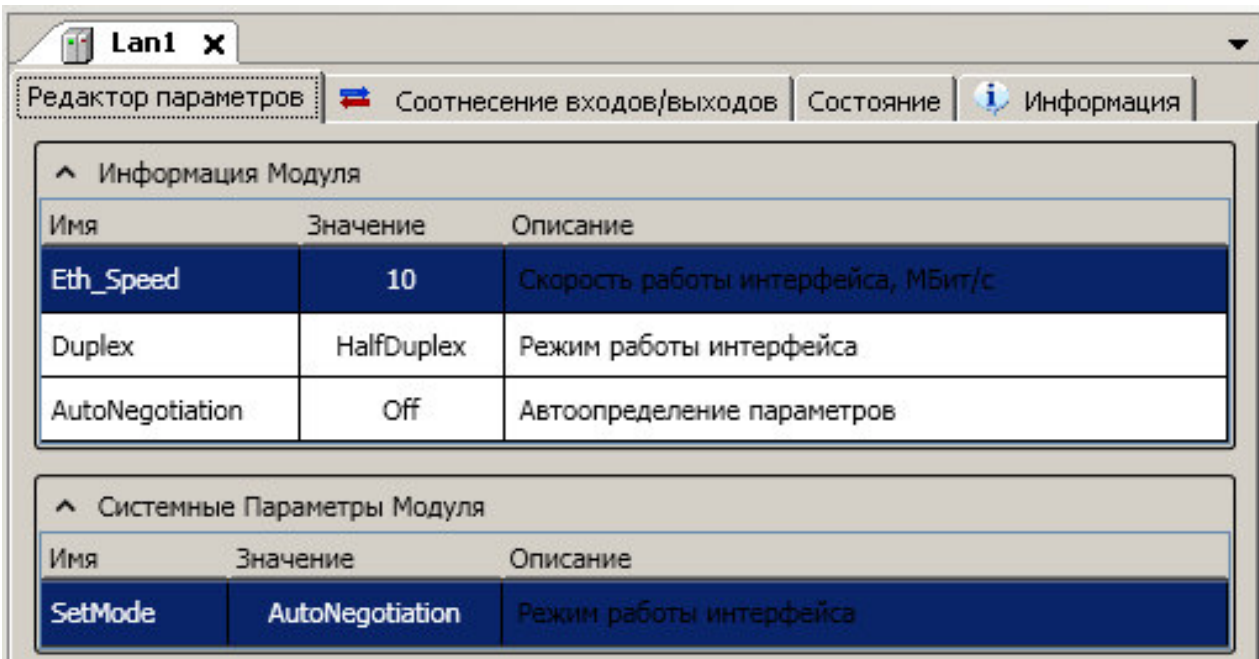 Lan1
Редактор параметров Соотнесение входов/выходов Состояние Информация
Информация Модуля
Имя Значение Описание
Eth_Speed 10 Скорость работы интерфейса, МБит/с
Duplex HalfDuplex Режим работы интерфейса
AutoNegotiation Off Автоопределение параметров
Системные Параметры Модуля
Имя Значение Описание
SetMode AutoNegotiation Режим работы интерфейса